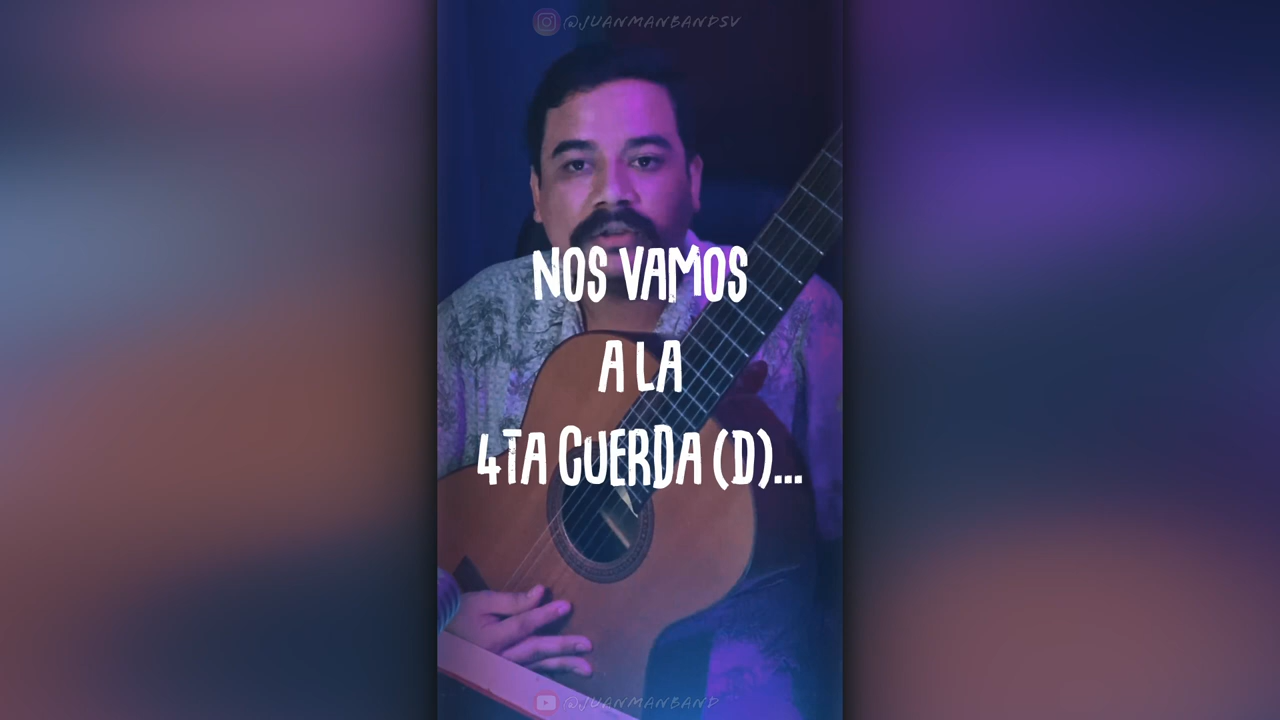 @JUANMANBANDSV
NOS VAMOS
A LA
4TA CUERDA (D)...
@JUANMANBAND